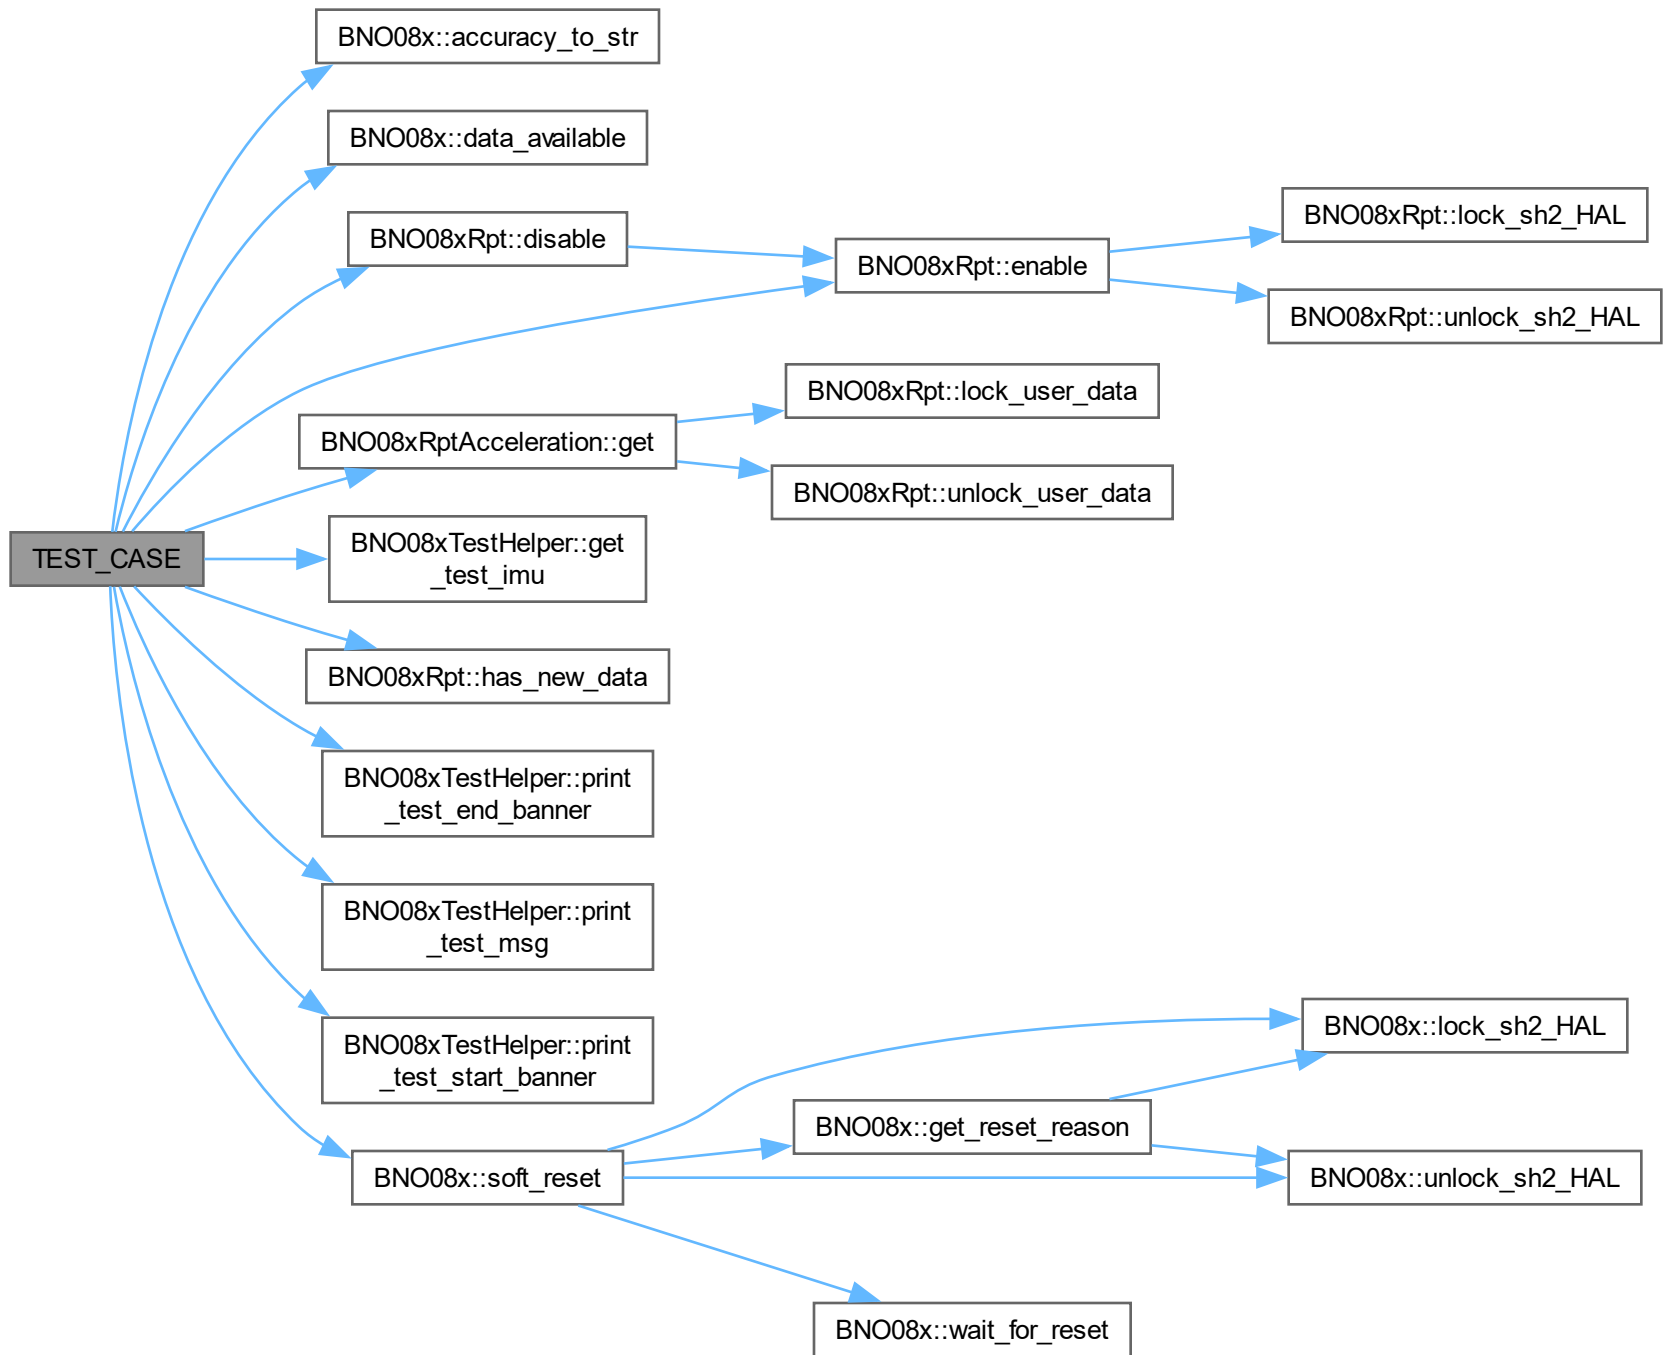 BNO08x::accuracy_to_str
BNO08x::data_available
BNO08xRpt::disable
BNO08xRpt::enable
BNO08xRpt::lock_sh2_HAL
BNO08xRpt::unlock_sh2_HAL
BNO08xRptAcceleration::get
BNO08xRpt::lock_user_data
BNO08xRpt::unlock_user_data
TEST_CASE
BNO08xTestHelper::get
_test_imu
BNO08xRpt::has_new_data
BNO08xTestHelper::print
_test_end_banner
BNO08xTestHelper::print
_test_msg
BNO08xTestHelper::print
_test_start_banner
BNO08x::soft_reset
BNO08x::get_reset_reason
BNO08x::lock_sh2_HAL
BNO08x::unlock_sh2_HAL
BNO08x::wait_for_reset